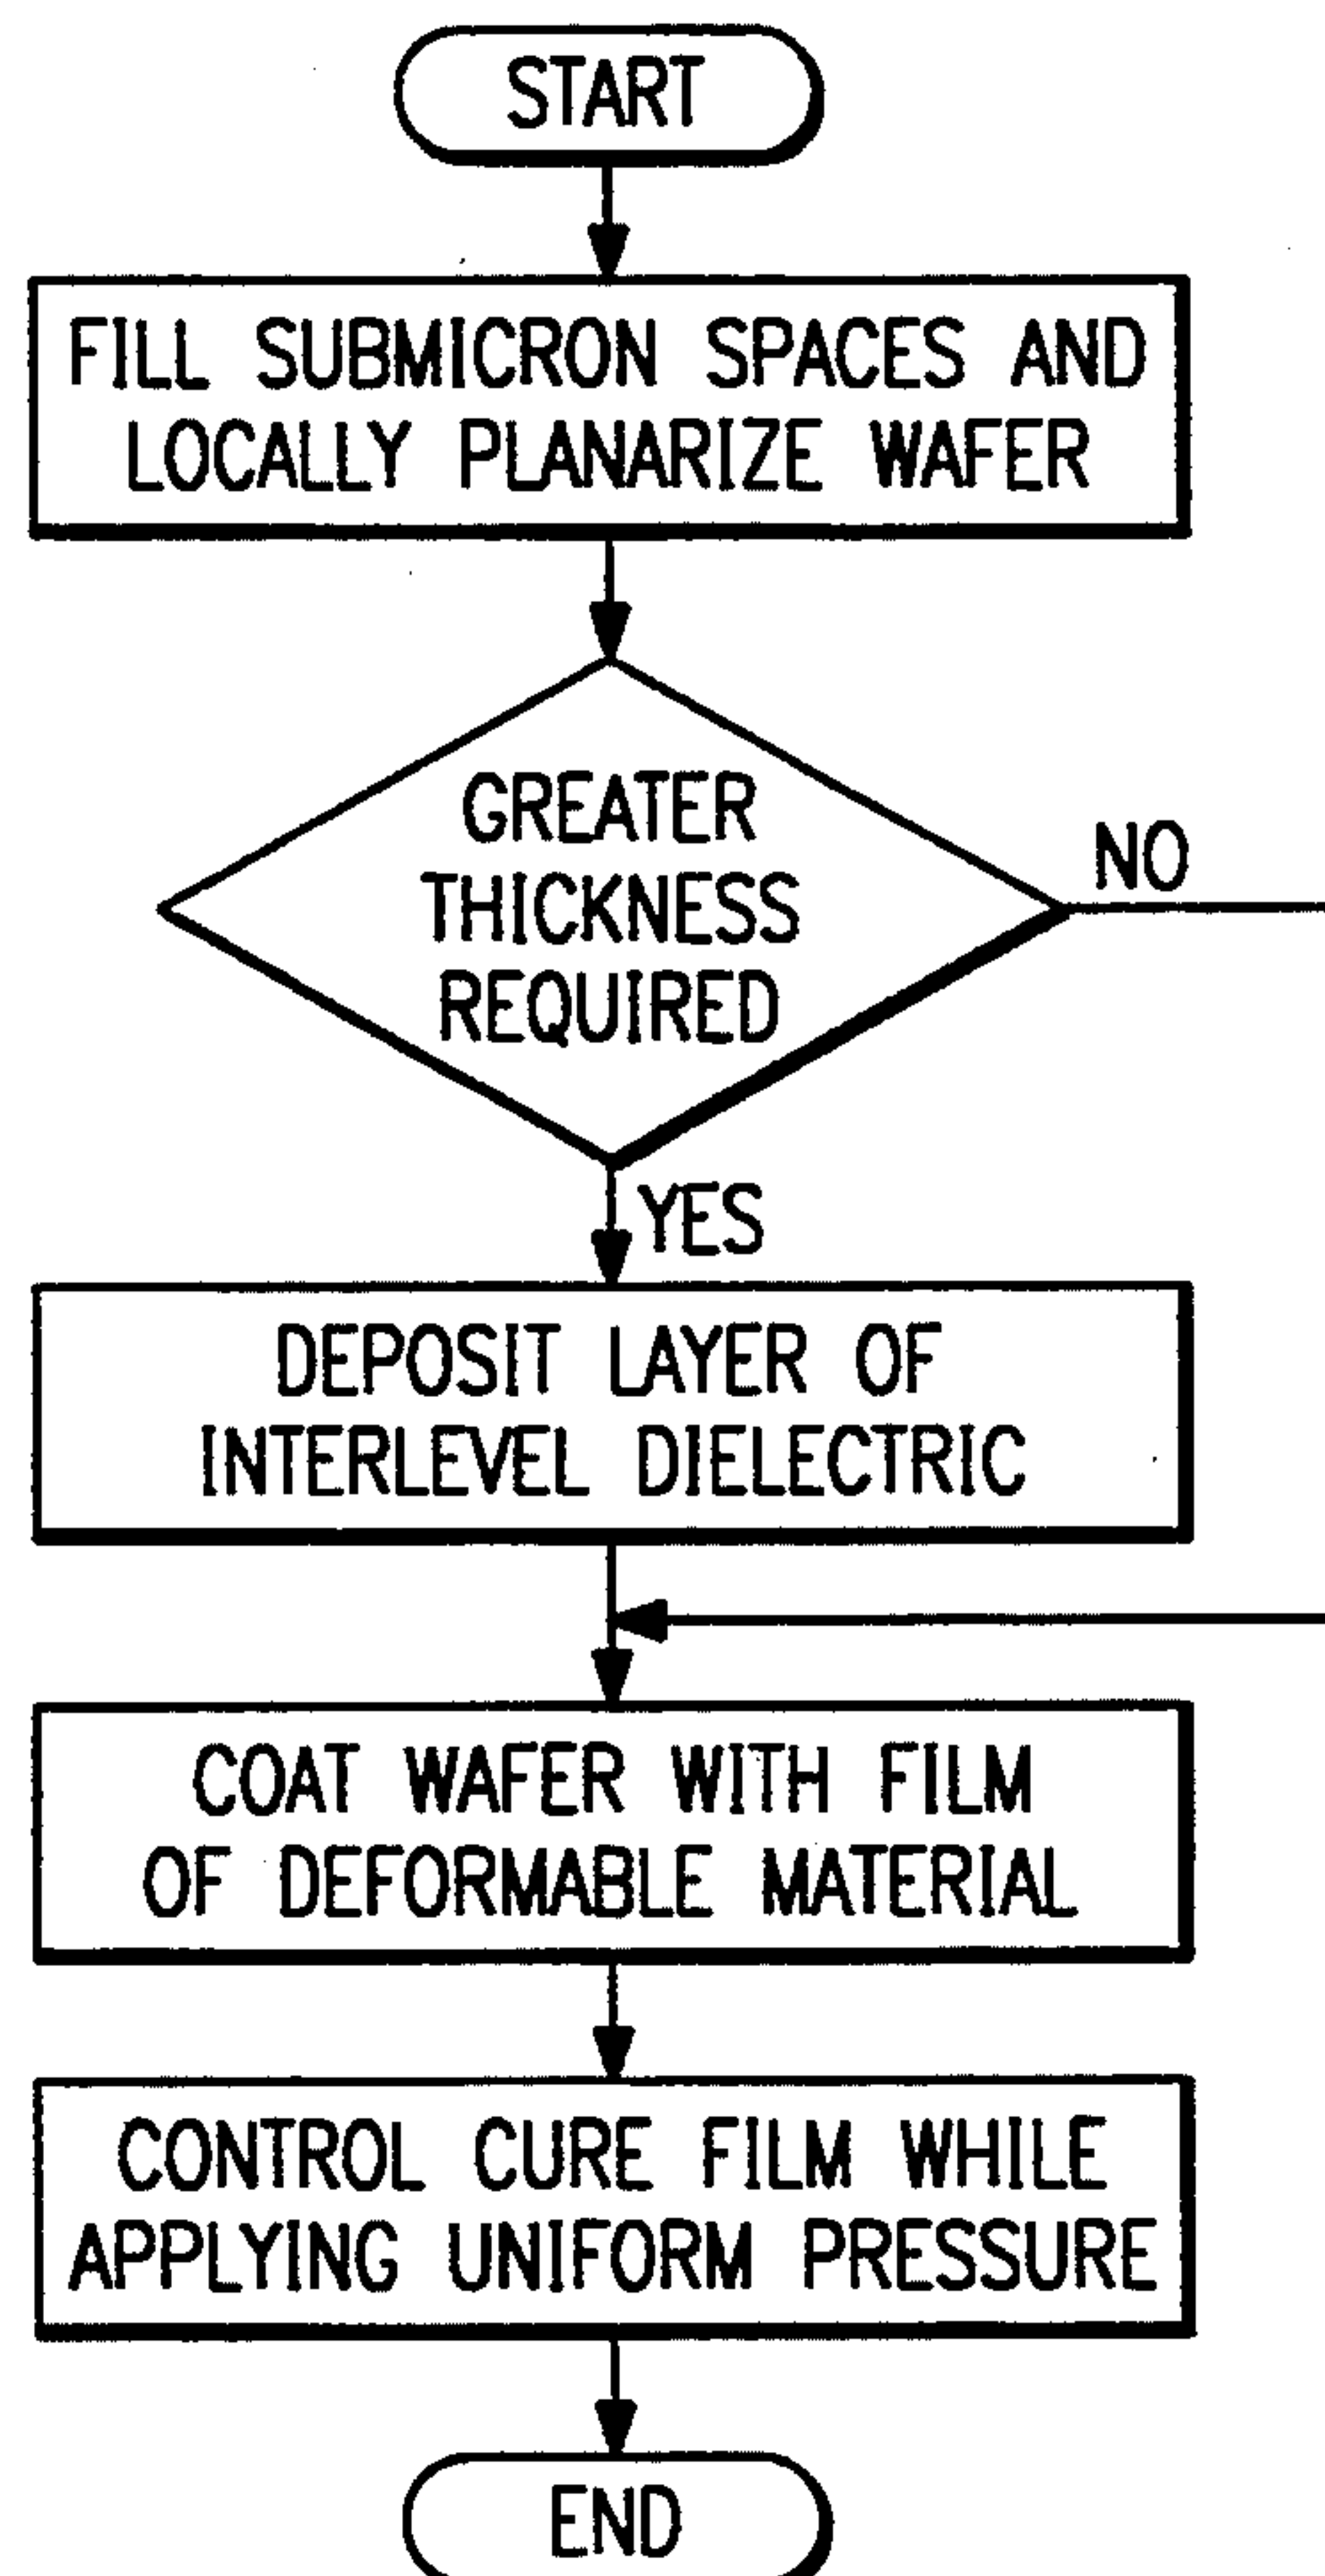 START
FILL SUBMICRON SPACES AND
LOCALLY PLANARIZE WAFER
GREATER
THICKNESS
REQUIRED
NO
YES
DEPOSIT LAYER OF
INTERLEVEL DIELECTRIC
COAT WAFER WITH FILM
OF DEFORMABLE MATERIAL
CONTROL CURE FILM WHILE
APPLYING UNIFORM PRESSURE
END